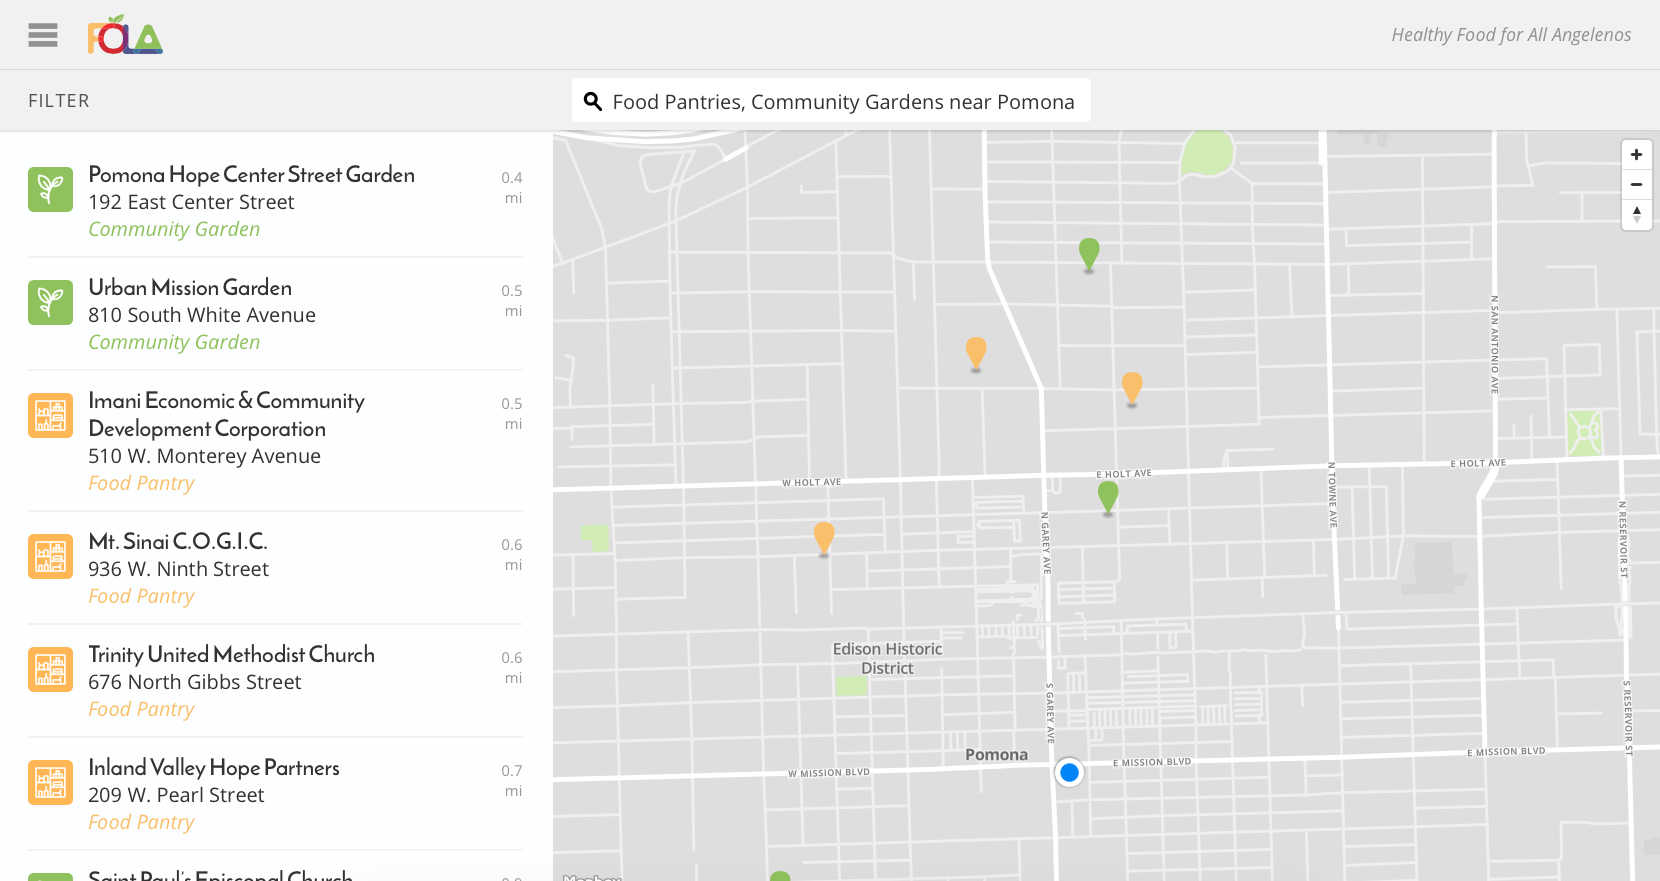 FOLA
Healthy Food for All Angelenos
FILTER
Food Pantries, Community Gardens near Pomona
Pomona Hope Center Street Garden
192 East Center Street
Community Garden
0.4
mi
Urban Mission Garden
810 South White Avenue
Community Garden
0.5
mi
Imani Economic & Community
Development Corporation
510 W. Monterey Avenue
Food Pantry
0.5
mi
Mt. Sinai C.O.G.I.C.
936 W. Ninth Street
Food Pantry
0.6
mi
Trinity United Methodist Church
676 North Gibbs Street
Food Pantry
0.6
mi
Inland Valley Hope Partners
209 W. Pearl Street
Food Pantry
0.7
mi
Saint Paul's Episcopal Church
N SAN ANTONIO AVE
E HOLT AVE
E HOLT AVE
W HOLT AVE
N TOWNE AVE
N GAREY AVE
N RESERVOIR ST
Edison Historic
District
S GAREY AVE
S RESERVOIR ST
Pomona
E MISSION BLVD
E MISSION BLVD
W MISSION BLVD
Mapbox